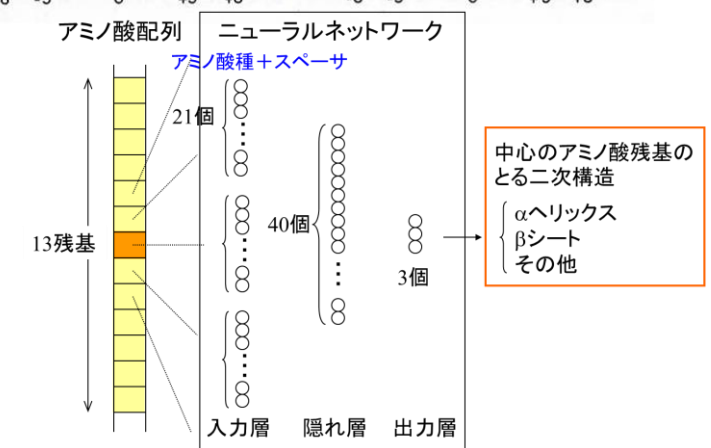 アミノ酸配列
ニューラルネットワーク
アミノ酸種＋スペーサ
21個
13残基
40個
3個
中心のアミノ酸残基の
とる二次構造
αヘリックス
βシート
その他
入力層
隠れ層
出力層